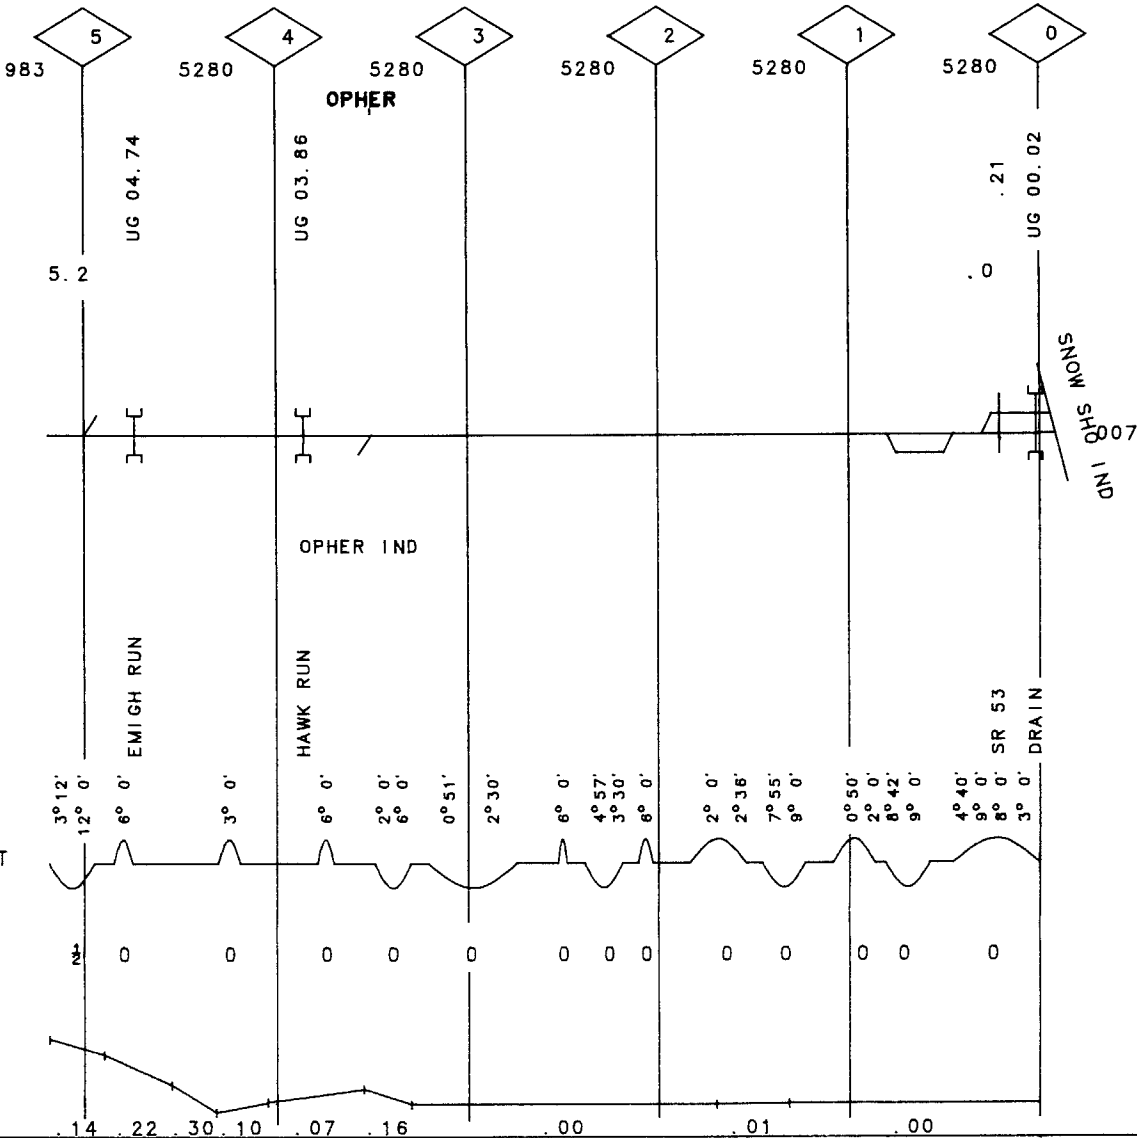 5 4 3 2 1 0
983 5280 5280 5280 5280 5280
OPHER
UG 04.74
UG 03.86
.21
UG 00.02
5.2
.0
SNOW SHO IND
007
OPHER IND
EMIGH RUN
HAWK RUN
SR 53
DRAIN
3° 12'
12° 0'
6° 0'
3° 0'
6° 0'
2° 0'
6° 0'
0° 51'
2° 30'
6° 0'
4° 57'
3° 30'
6° 0'
2° 0'
2° 36'
7° 55'
9° 0'
0° 50'
2° 0'
8° 42'
9° 0'
4° 40'
9° 0'
8° 0'
3° 0'
T
½ 0 0 0 0 0 0 0 0 0 0 0 0 0
.14 .22 .30 .10 .07 .16 .00 .01 .00